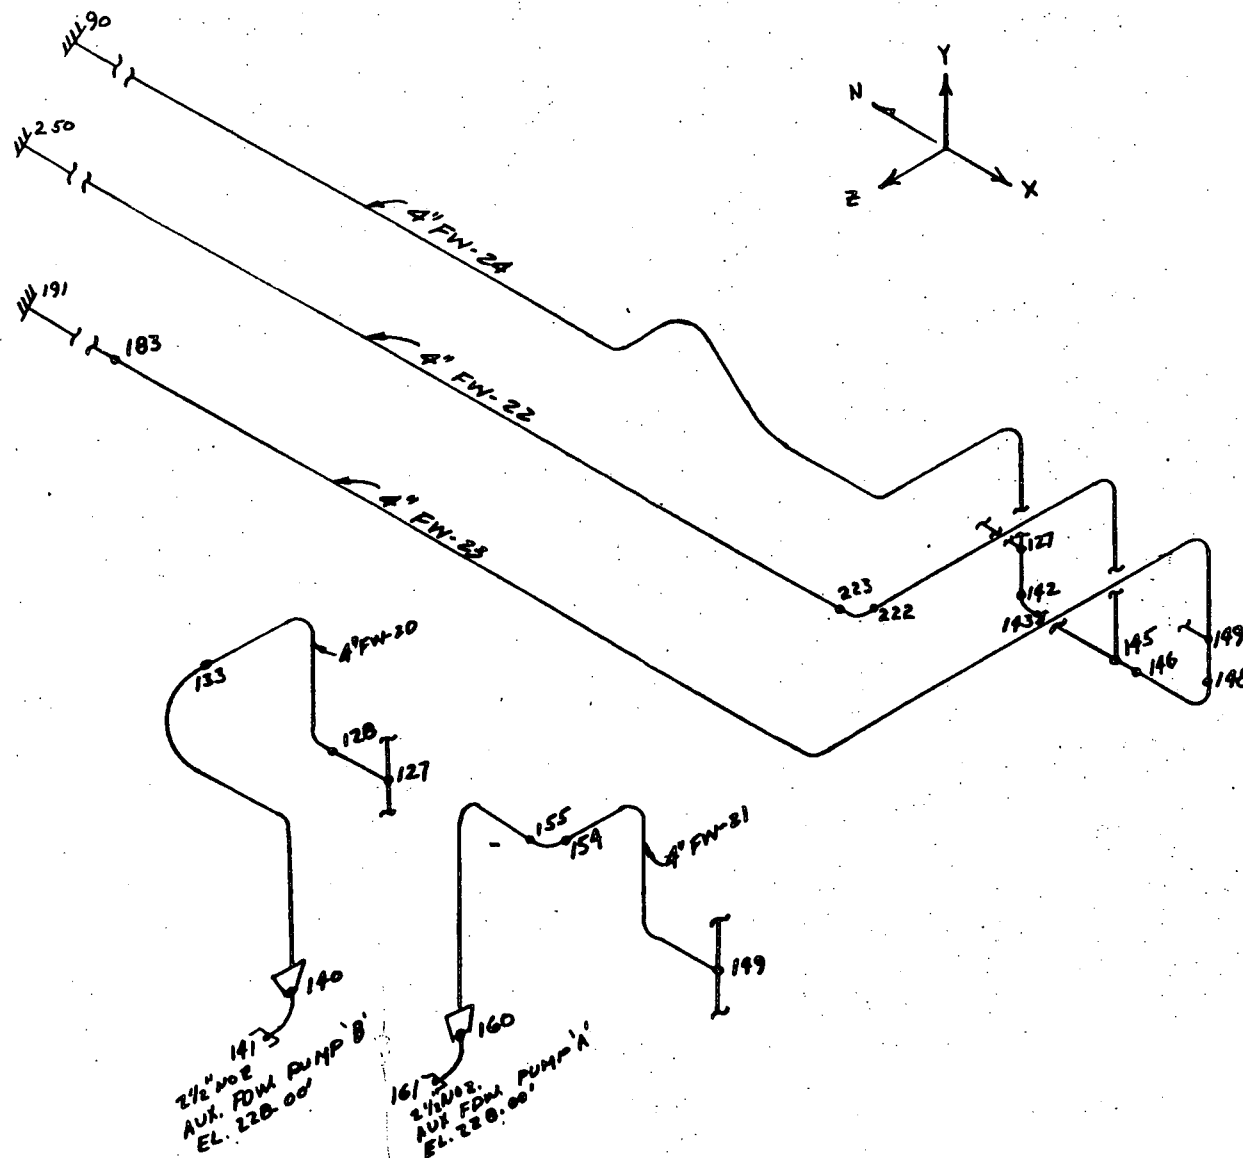 90
Y
N
250
Z
X
4" FW-24
191
183
4" FW-22
4" FW-23
127
223
222
142
143
145
149
146
148
4" FW-20
133
128
127
155
154
4" FW-21
149
140
160
141
2½" NOZ
AUX. FDW. PUMP 'B'
EL. 228.00'
161
2½" NOZ.
AUX FDW. PUMP 'A'
EL. 228.00'